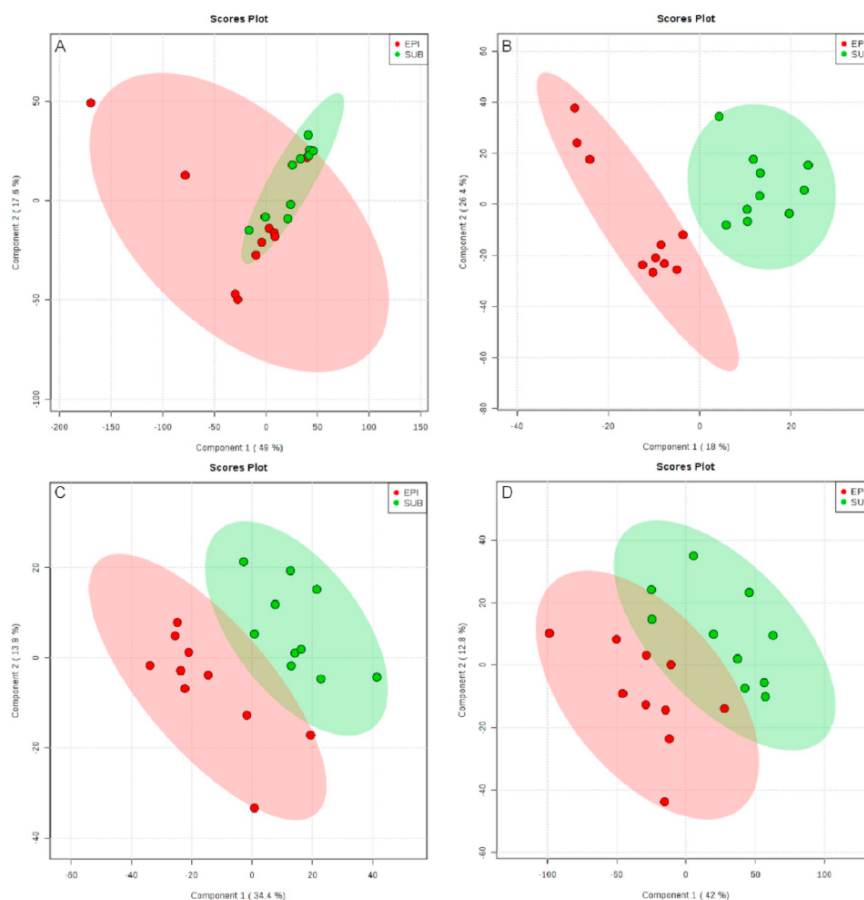 Scores Plot
A
EPI
SUB
Component 2 ( 17.6 %)
50
0
-50
-100
-200
-150
-100
-50
0
50
100
150
Component 1 ( 49 %)
Scores Plot
B
EPI
SUB
Component 2 ( 26.4 %)
60
40
20
0
-20
-40
-60
-80
-40
-20
0
20
Component 1 ( 18 %)
Scores Plot
C
EPI
SUB
Component 2 ( 13.9 %)
20
0
-20
-40
-60
-40
-20
0
20
40
Component 1 ( 34.4 %)
Scores Plot
D
EPI
SUB
Component 2 ( 12.8 %)
40
20
0
-20
-40
-60
-100
-50
0
50
100
Component 1 ( 42 %)